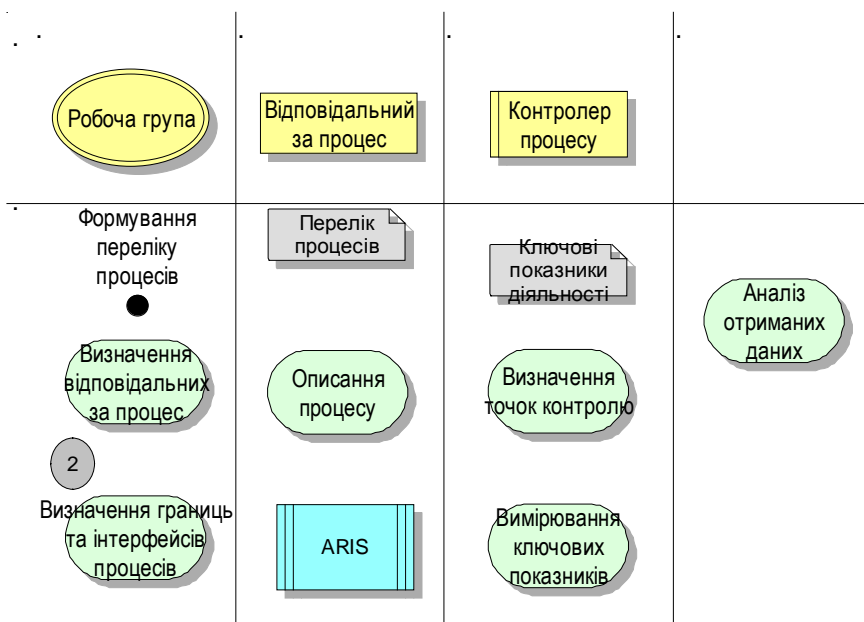 Робоча група
Відповідальний
за процес
Контролер
процесу
Формування
переліку
процесів
Перелік
процесів
Ключові
показники
діяльності
Аналіз
отриманих
даних
Визначення
відповідальних
за процес
Описання
процесу
Визначення
точок контролю
2
Визначення границь
та інтерфейсів
процесів
ARIS
Вимірювання
ключових
показників